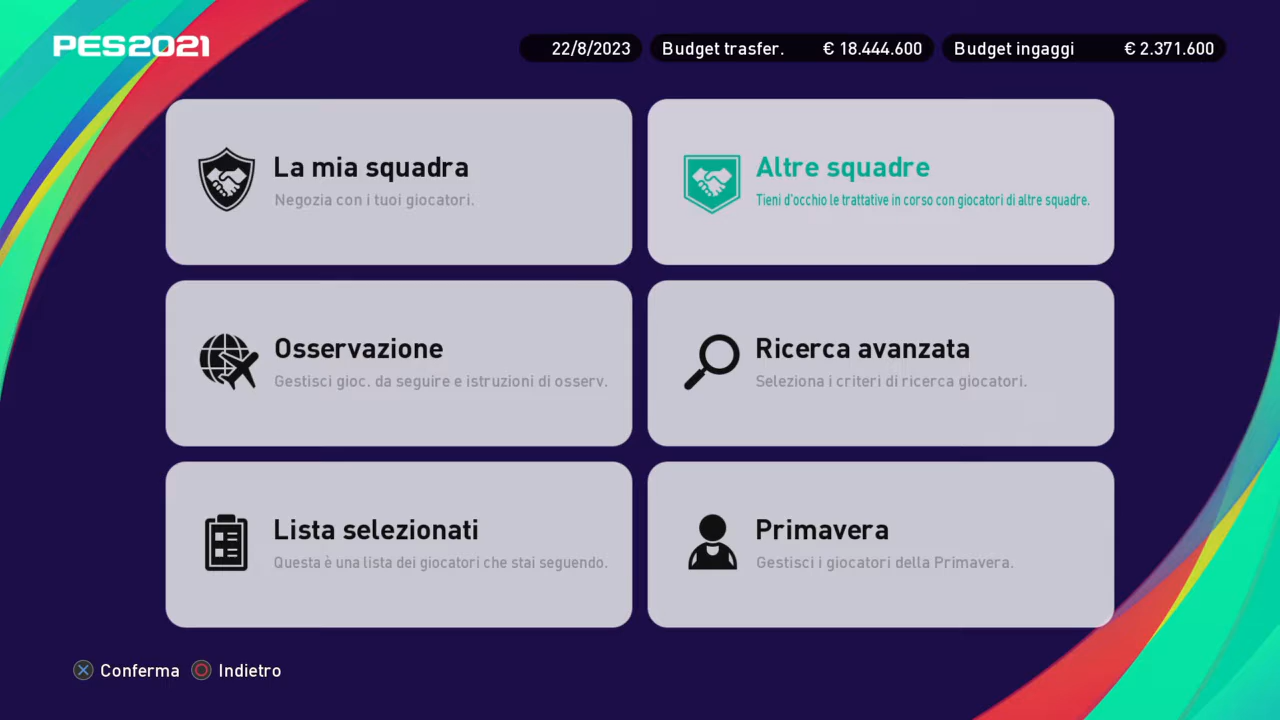 PES2021
22/8/2023 Budget trasfer. € 18.444.600 Budget ingaggi € 2.371.600
La mia squadra
Negozia con i tuoi giocatori.
Altre squadre
Tieni d'occhio le trattative in corso con giocatori di altre squadre.
Osservazione
Gestisci gioc. da seguire e istruzioni di osserv.
Ricerca avanzata
Seleziona i criteri di ricerca giocatori.
Lista selezionati
Questa è una lista dei giocatori che stai seguendo.
Primavera
Gestisci i giocatori della Primavera.
Conferma Indietro